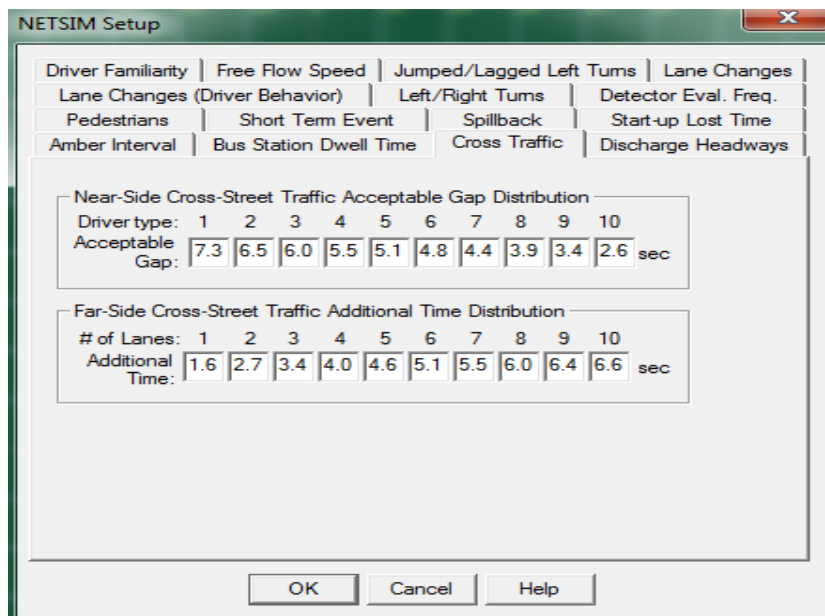 NETSIM Setup
Driver Familiarity Free Flow Speed Jumped/Lagged Left Turns Lane Changes
Lane Changes (Driver Behavior) Left/Right Turns Detector Eval. Freq.
Pedestrians Short Term Event Spillback Start-up Lost Time
Amber Interval Bus Station Dwell Time Cross Traffic Discharge Headways
Near-Side Cross-Street Traffic Acceptable Gap Distribution
Driver type: 1 2 3 4 5 6 7 8 9 10
Acceptable
Gap: 7.3 6.5 6.0 5.5 5.1 4.8 4.4 3.9 3.4 2.6 sec
Far-Side Cross-Street Traffic Additional Time Distribution
# of Lanes: 1 2 3 4 5 6 7 8 9 10
Additional
Time: 1.6 2.7 3.4 4.0 4.6 5.1 5.5 6.0 6.4 6.6 sec
OK Cancel Help